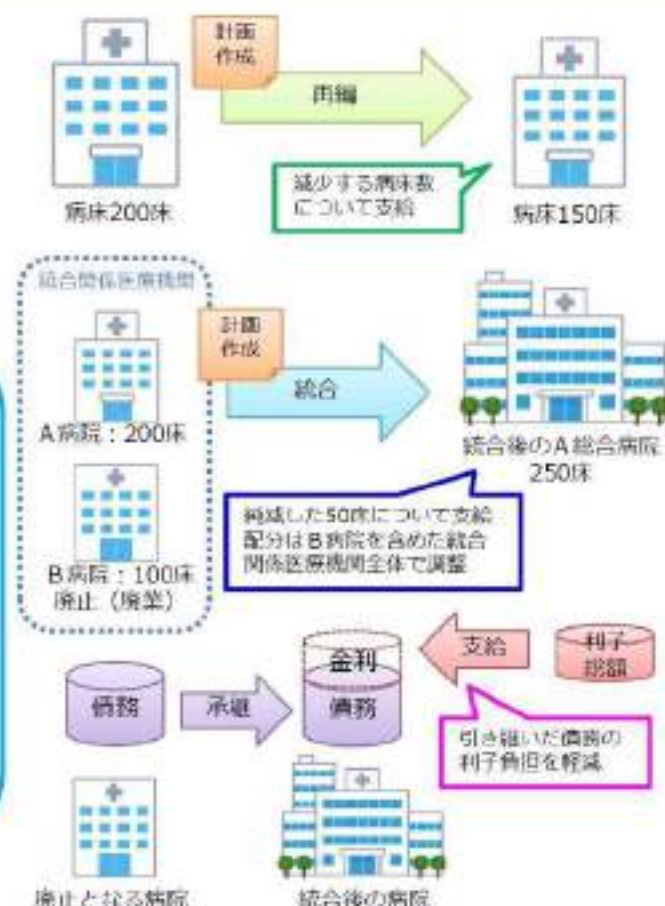 計画
作成
再編
減少する病床数
について支給
病床200床
病床150床
統合関係医療機関
計画
作成
統合
A病院：200床
統合後のA総合病院
250床
純減した50床について支給
配分はB病院を含めた統合
関係医療機関全体で調整
B病院：100床
廃止（廃業）
債務
承継
金利
債務
支給
利子
総額
引き継いだ債務の
利子負担を軽減
廃止となる病院
統合後の病院